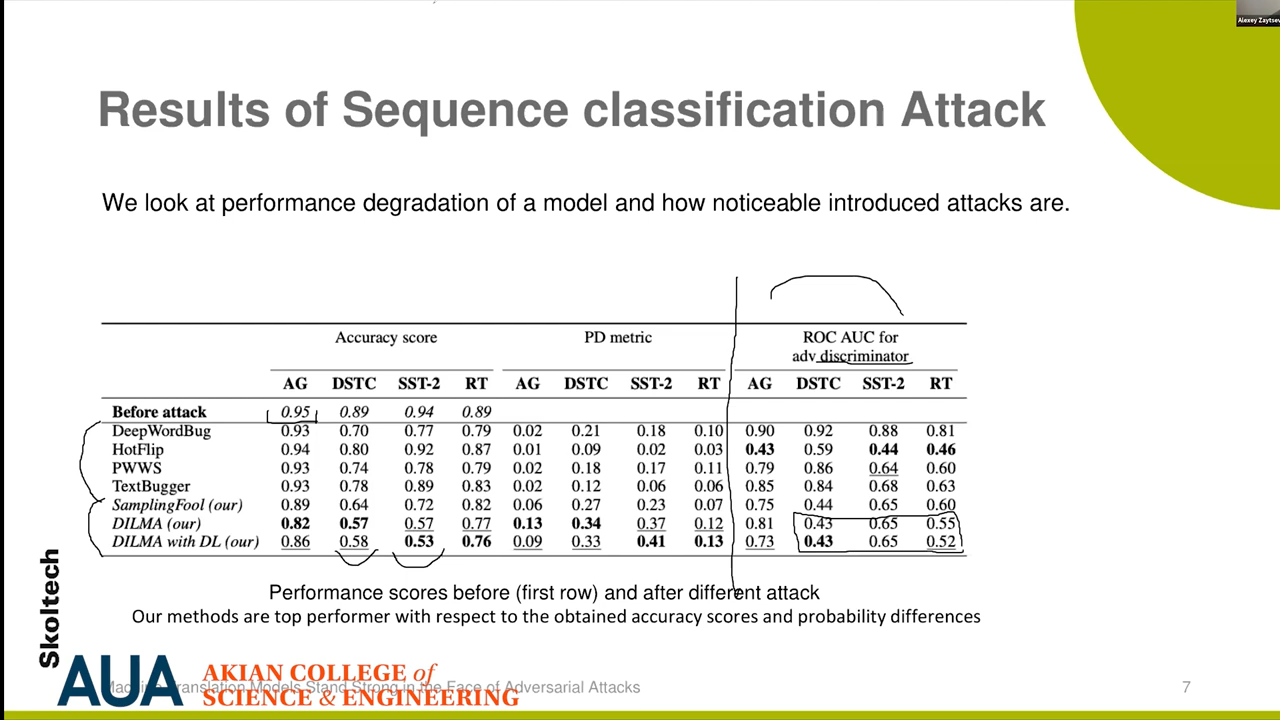 Alexey Zaytsev
Results of Sequence classification Attack
We look at performance degradation of a model and how noticeable introduced attacks are.
Accuracy score PD metric ROC AUC for
adv discriminator
AG DSTC SST-2 RT AG DSTC SST-2 RT AG DSTC SST-2 RT
Before attack 0.95 0.89 0.94 0.89
DeepWordBug 0.93 0.70 0.77 0.79 0.02 0.21 0.18 0.10 0.90 0.92 0.88 0.81
HotFlip 0.94 0.80 0.92 0.87 0.01 0.09 0.02 0.03 0.43 0.59 0.44 0.46
PWWS 0.93 0.74 0.78 0.79 0.02 0.18 0.17 0.11 0.79 0.86 0.64 0.60
TextBugger 0.93 0.78 0.89 0.83 0.02 0.12 0.06 0.06 0.85 0.84 0.68 0.63
SamplingFool (our) 0.89 0.64 0.72 0.82 0.06 0.27 0.23 0.07 0.75 0.44 0.65 0.60
DILMA (our) 0.82 0.57 0.57 0.77 0.13 0.34 0.37 0.12 0.81 0.43 0.65 0.55
DILMA with DL (our) 0.86 0.58 0.53 0.76 0.09 0.33 0.41 0.13 0.73 0.43 0.65 0.52
Performance scores before (first row) and after different attack
Our methods are top performer with respect to the obtained accuracy scores and probability differences
Skoltech
AUA
AKIAN COLLEGE of
SCIENCE & ENGINEERING
Machine Translation Models Stand Strong in the Face of Adversarial Attacks
7